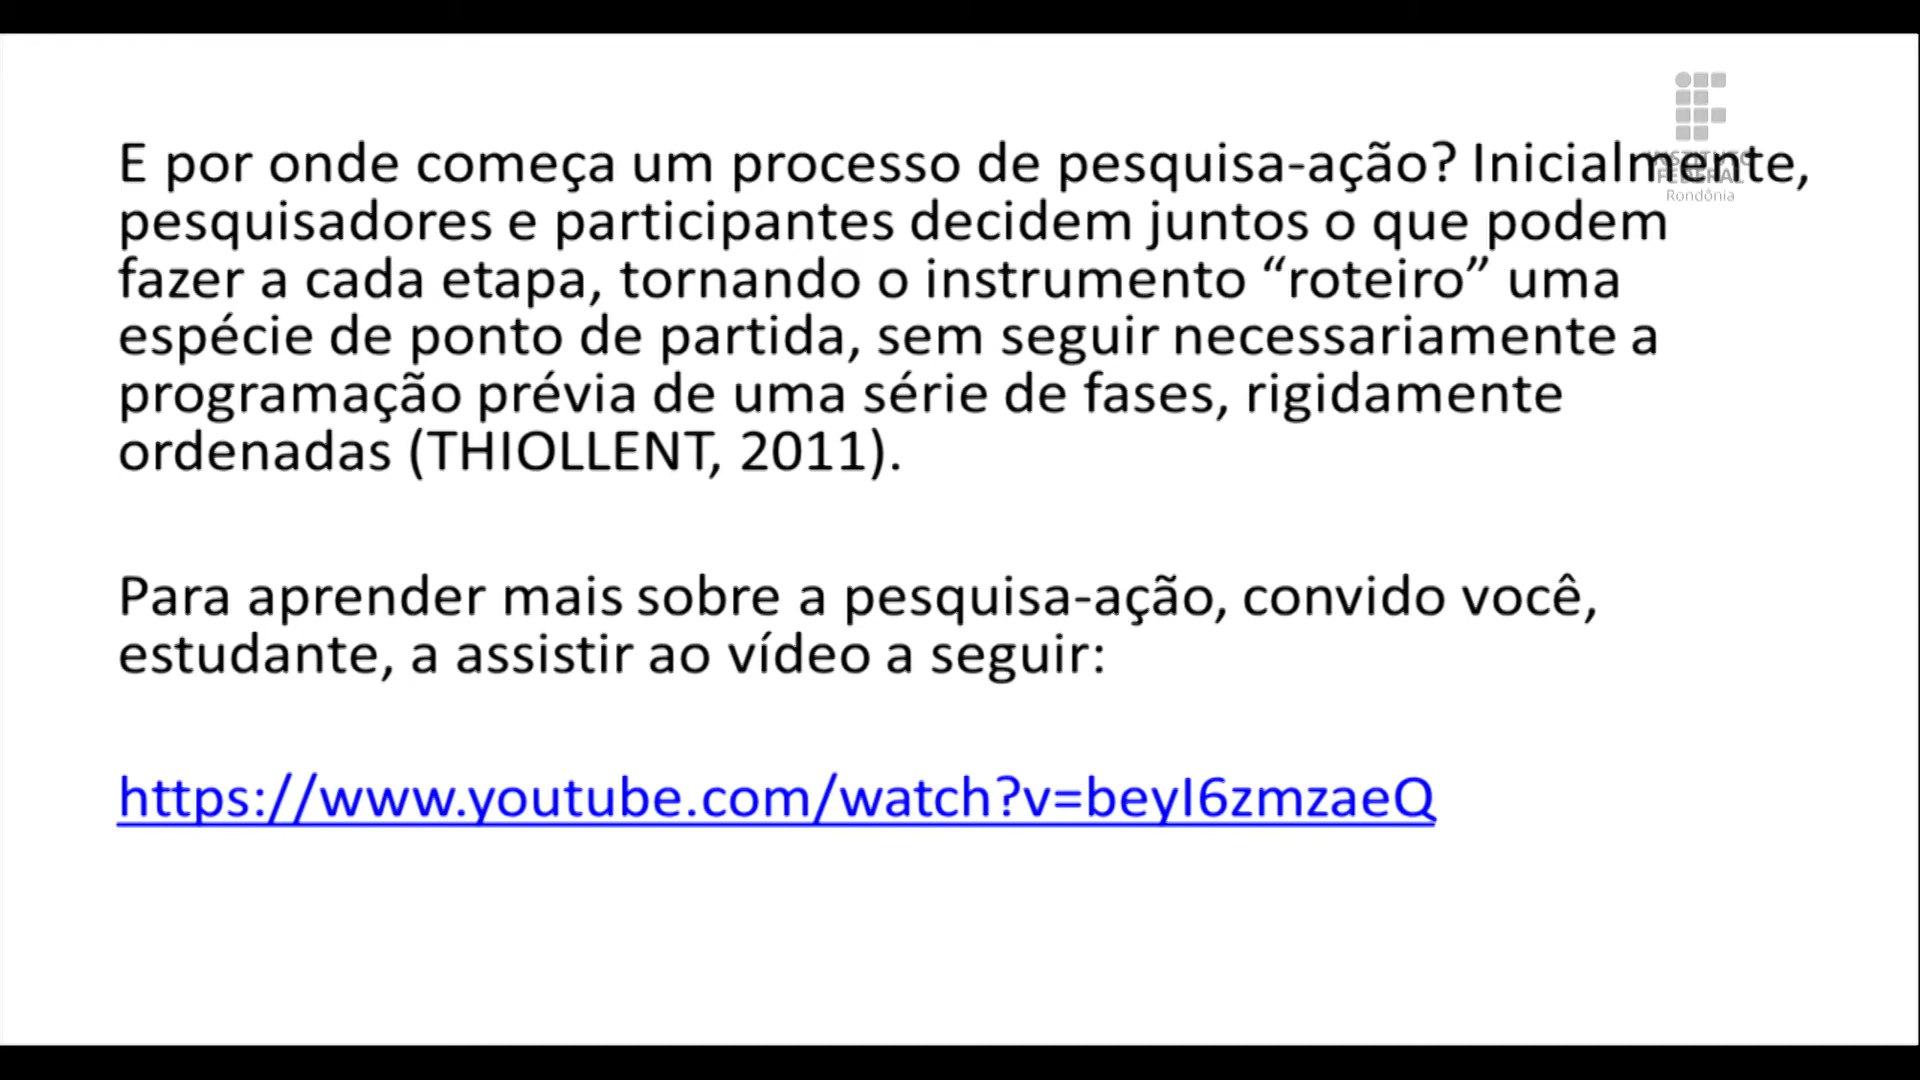 E por onde começa um processo de pesquisa-ação? Inicialmente,
pesquisadores e participantes decidem juntos o que podem
fazer a cada etapa, tornando o instrumento “roteiro” uma
espécie de ponto de partida, sem seguir necessariamente a
programação prévia de uma série de fases, rigidamente
ordenadas (THIOLLENT, 2011).
Para aprender mais sobre a pesquisa-ação, convido você,
estudante, a assistir ao vídeo a seguir:
https://www.youtube.com/watch?v=beyI6zmzaeQ
INSTITUTO
FEDERAL
Rondônia